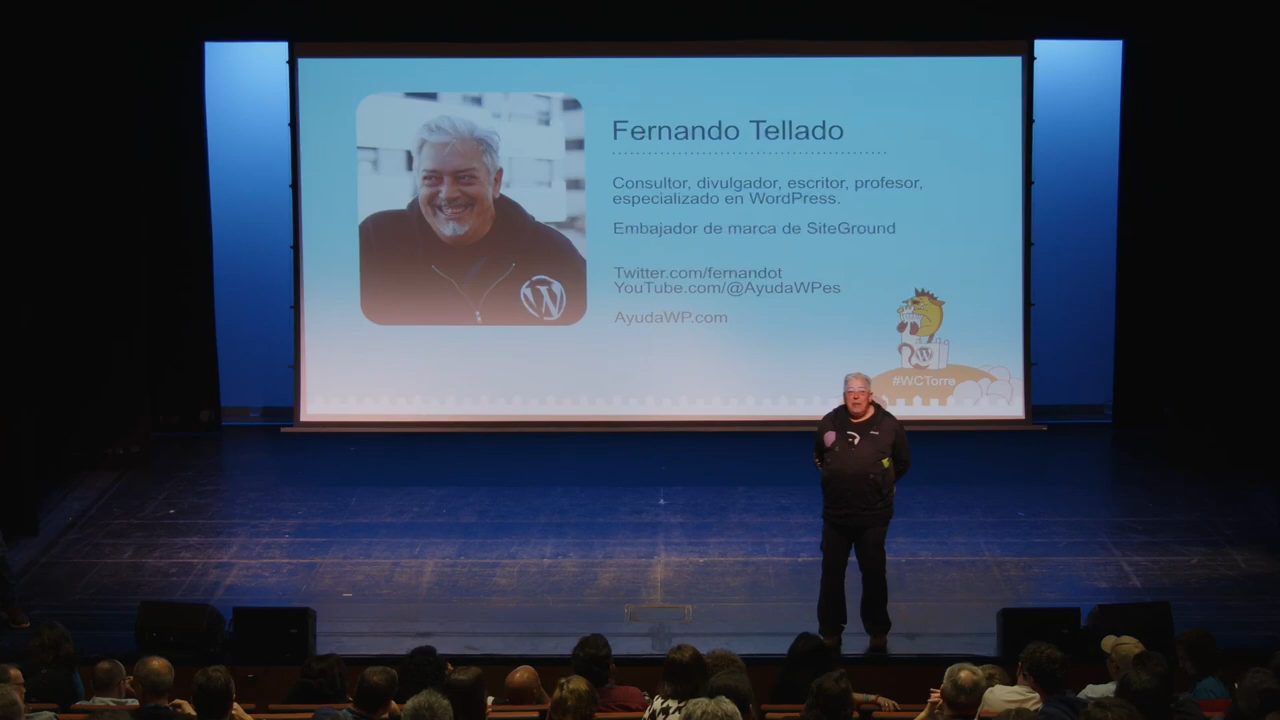 Fernando Tellado
Consultor, divulgador, escritor, profesor,
especializado en WordPress.
Embajador de marca de SiteGround
Twitter.com/fernandot
YouTube.com/@AyudaWPes
AyudaWP.com
#WCTorre